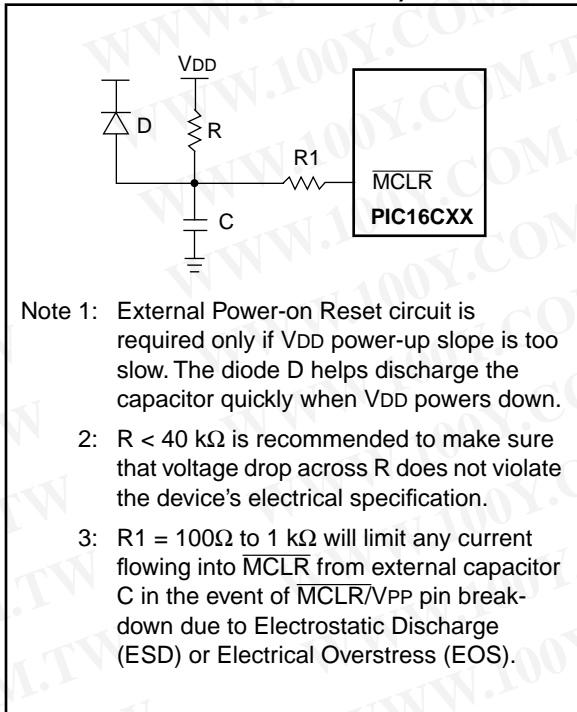 VDD
D
R
R1
MCLR
PIC16CXX
C
Note 1: External Power-on Reset circuit is
required only if VDD power-up slope is too
slow. The diode D helps discharge the
capacitor quickly when VDD powers down.
2: R < 40 kΩ is recommended to make sure
that voltage drop across R does not violate
the device's electrical specification.
3: R1 = 100Ω to 1 kΩ will limit any current
flowing into MCLR from external capacitor
C in the event of MCLR/VPP pin break-
down due to Electrostatic Discharge
(ESD) or Electrical Overstress (EOS).
WWW.100Y.COM.TW